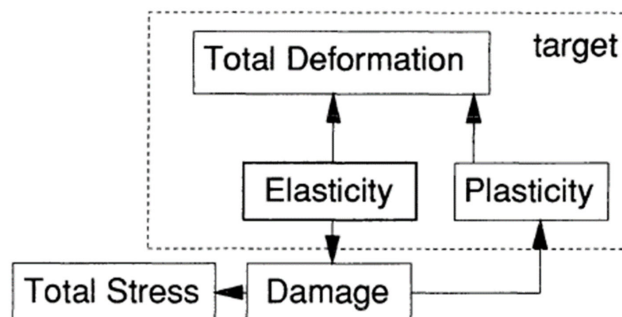 target
Total Deformation
Elasticity
Plasticity
Total Stress
Damage